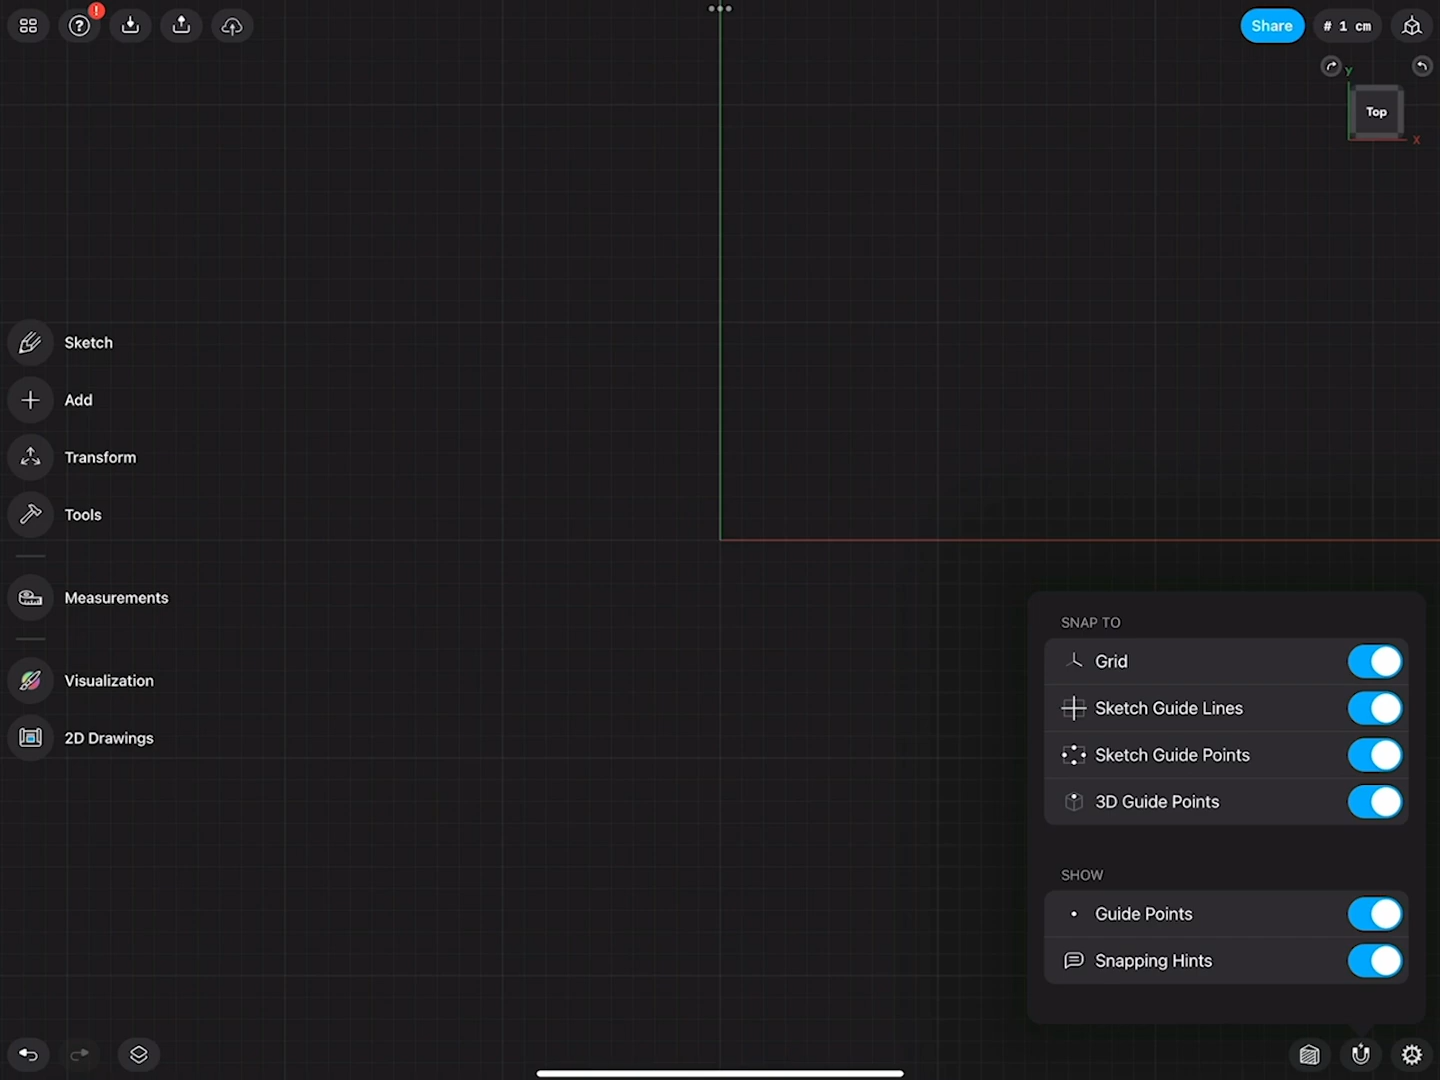 Share
# 1 cm
y
Top
x
Sketch
Add
Transform
Tools
Measurements
Visualization
2D Drawings
SNAP TO
Grid
Sketch Guide Lines
Sketch Guide Points
3D Guide Points
SHOW
Guide Points
Snapping Hints